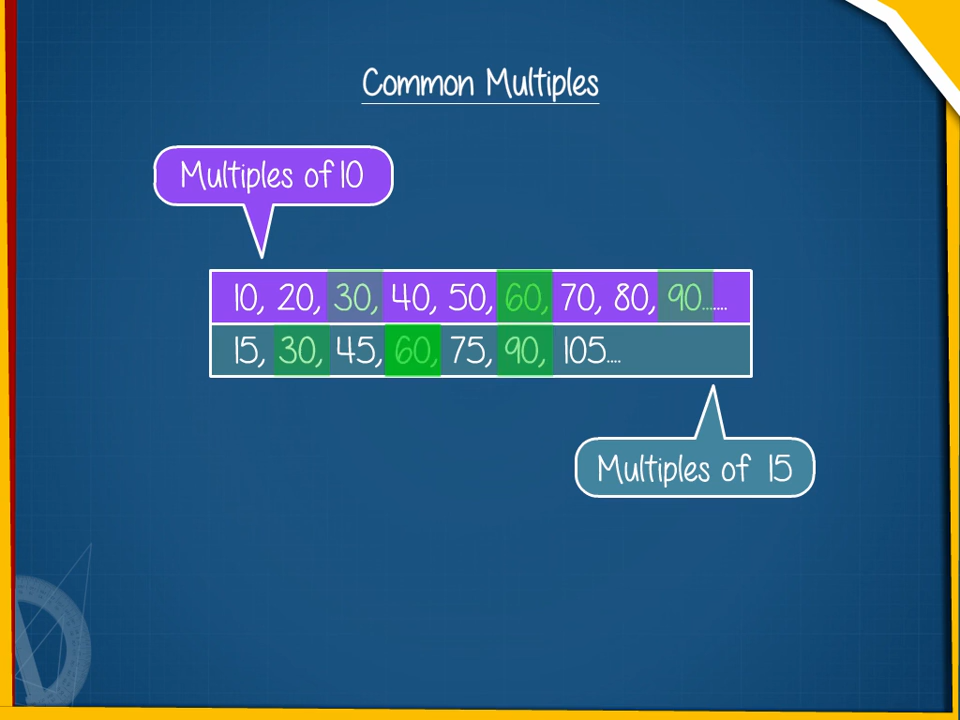 Common Multiples
Multiples of 10
10, 20, 30, 40, 50, 60, 70, 80, 90......
15, 30, 45, 60, 75, 90, 105....
Multiples of 15